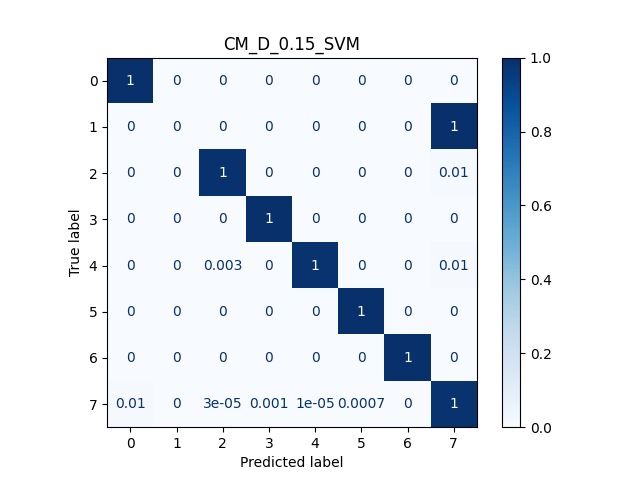 CM_D_0.15_SVM
0 1 0 0 0 0 0 0 0 1.0
1 0 0 0 0 0 0 0 1
2 0 0 1 0 0 0 0 0.01 0.8
3 0 0 0 1 0 0 0 0
True label
0.6
4 0 0 0.003 0 1 0 0 0.01
0.4
5 0 0 0 0 0 1 0 0
6 0 0 0 0 0 0 1 0
0.2
7 0.01 0 3e-05 0.001 1e-05 0.0007 0 1
0.0
0 1 2 3 4 5 6 7
Predicted label